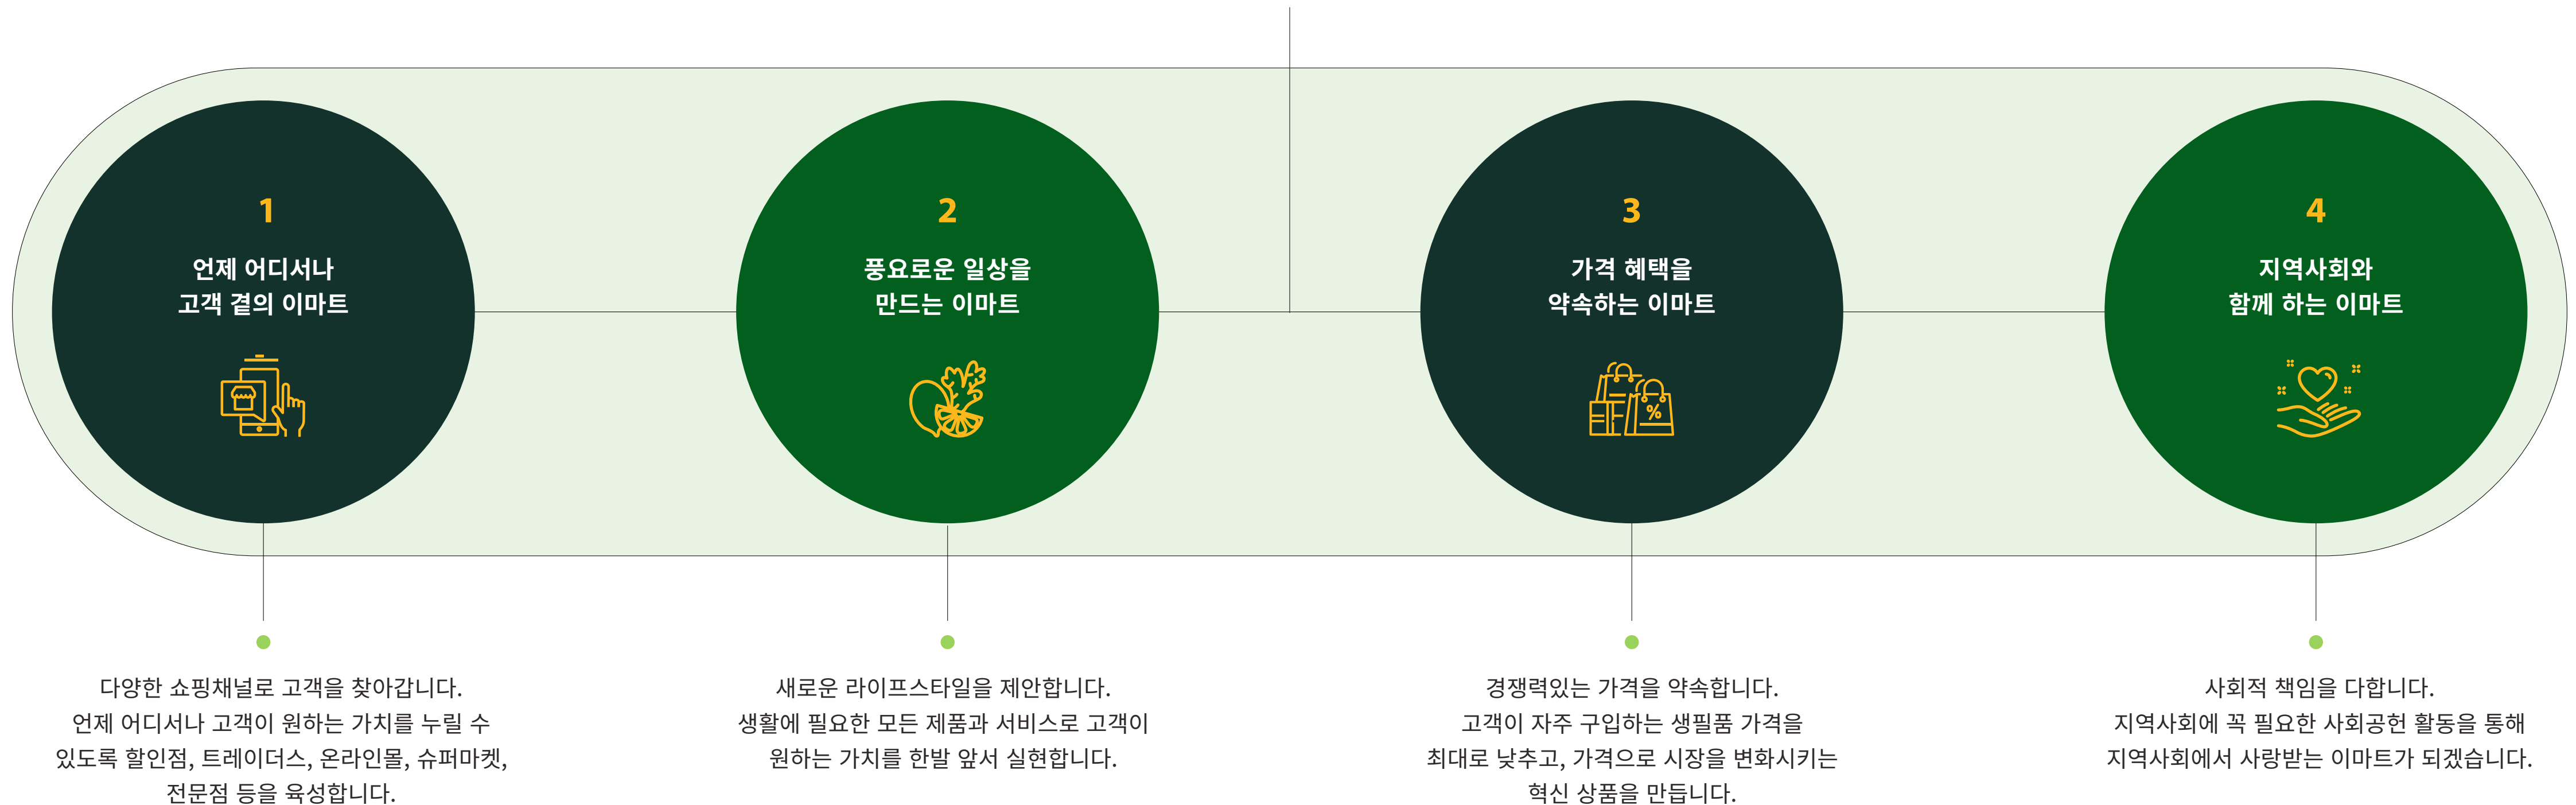 1
언제 어디서나
고객 곁의 이마트
2
풍요로운 일상을
만드는 이마트
3
가격 혜택을
약속하는 이마트
%
4
지역사회와
함께 하는 이마트
다양한 쇼핑채널로 고객을 찾아갑니다.
언제 어디서나 고객이 원하는 가치를 누릴 수
있도록 할인점, 트레이더스, 온라인몰, 슈퍼마켓,
전문점 등을 육성합니다.
새로운 라이프스타일을 제안합니다.
생활에 필요한 모든 제품과 서비스로 고객이
원하는 가치를 한발 앞서 실현합니다.
경쟁력있는 가격을 약속합니다.
고객이 자주 구입하는 생필품 가격을
최대로 낮추고, 가격으로 시장을 변화시키는
혁신 상품을 만듭니다.
사회적 책임을 다합니다.
지역사회에 꼭 필요한 사회공헌 활동을 통해
지역사회에서 사랑받는 이마트가 되겠습니다.